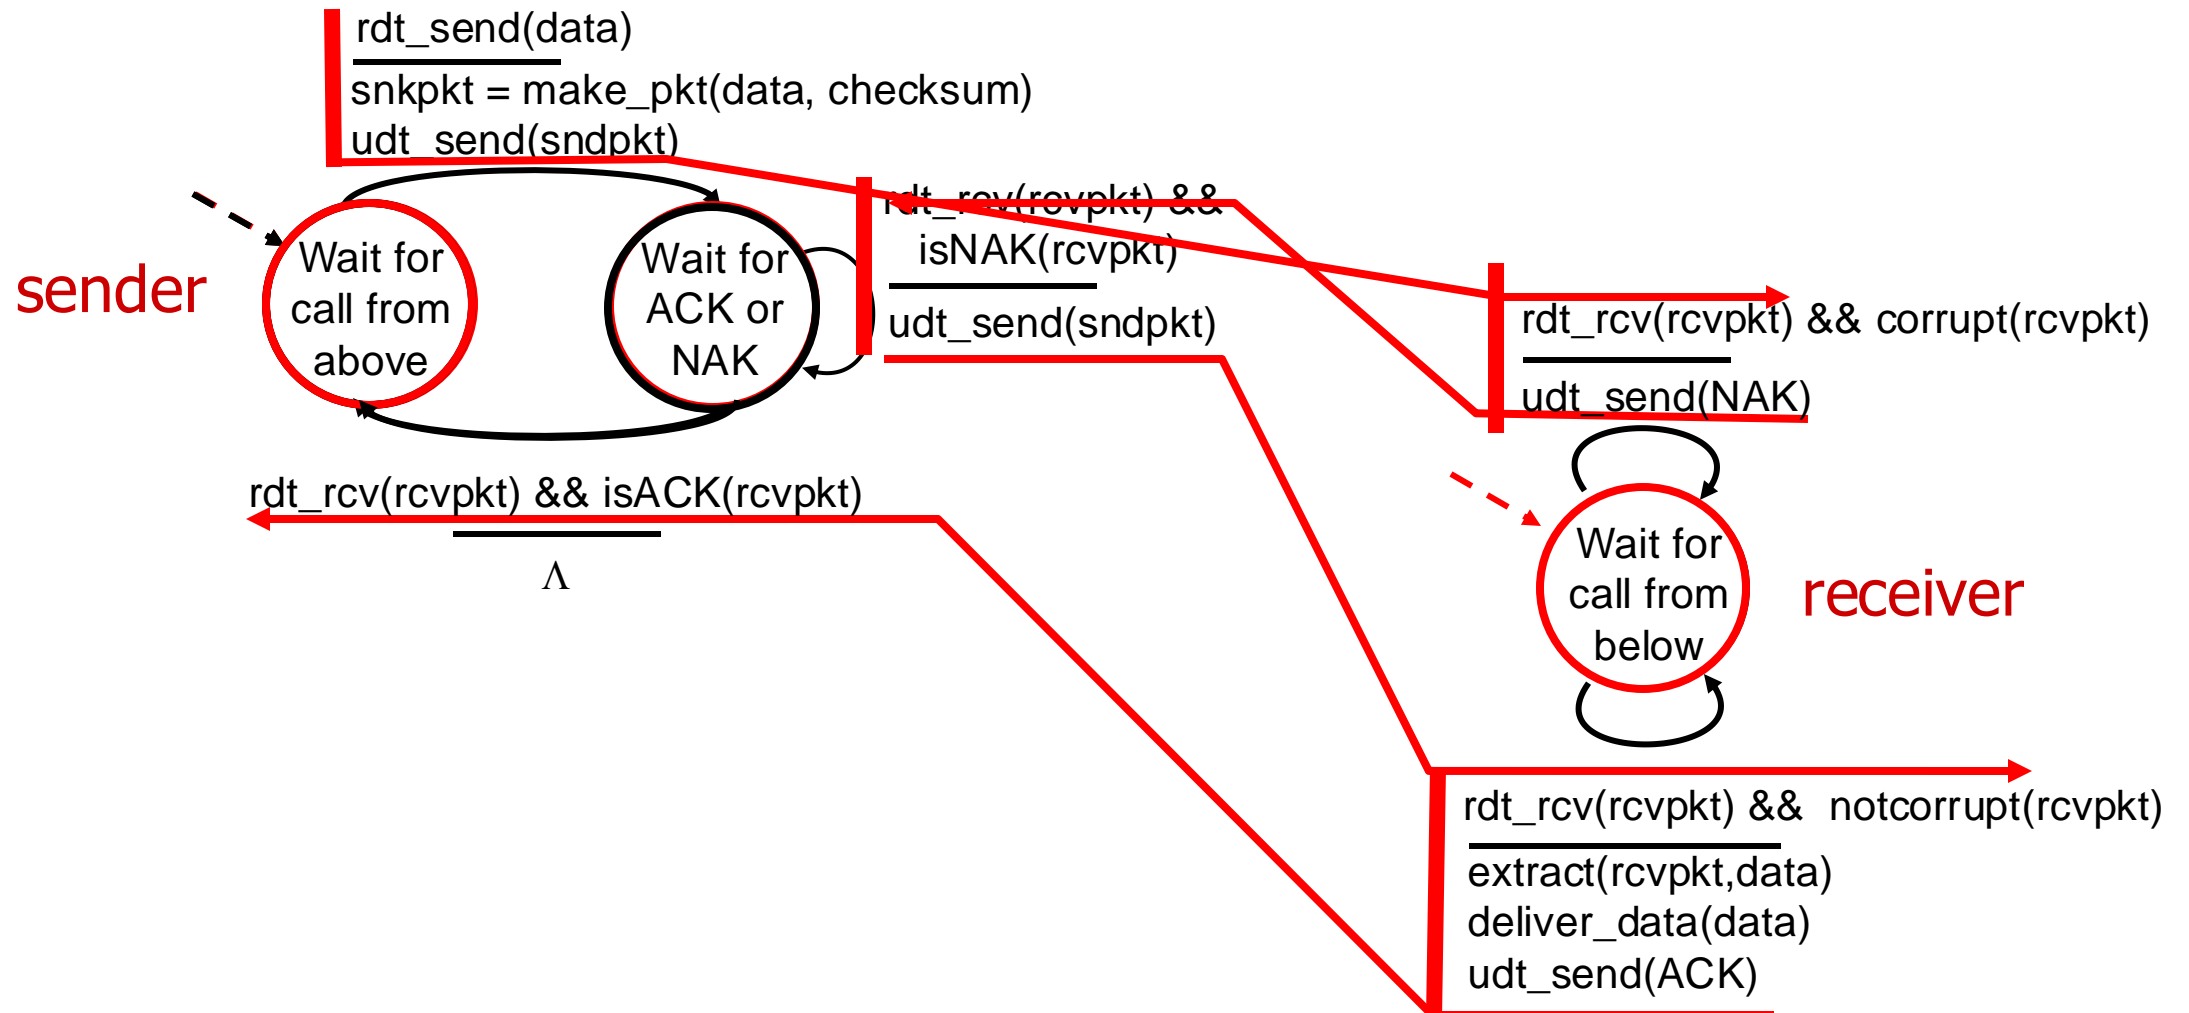 rdt_send(data)
snkpkt = make_pkt(data, checksum)
udt_send(sndpkt)
sender
Wait for
call from
above
Wait for
ACK or
NAK
rdt_rcv(rcvpkt) &&
isNAK(rcvpkt)
udt_send(sndpkt)
rdt_rcv(rcvpkt) && isACK(rcvpkt)
Λ
rdt_rcv(rcvpkt) && corrupt(rcvpkt)
udt_send(NAK)
Wait for
call from
below
receiver
rdt_rcv(rcvpkt) && notcorrupt(rcvpkt)
extract(rcvpkt,data)
deliver_data(data)
udt_send(ACK)